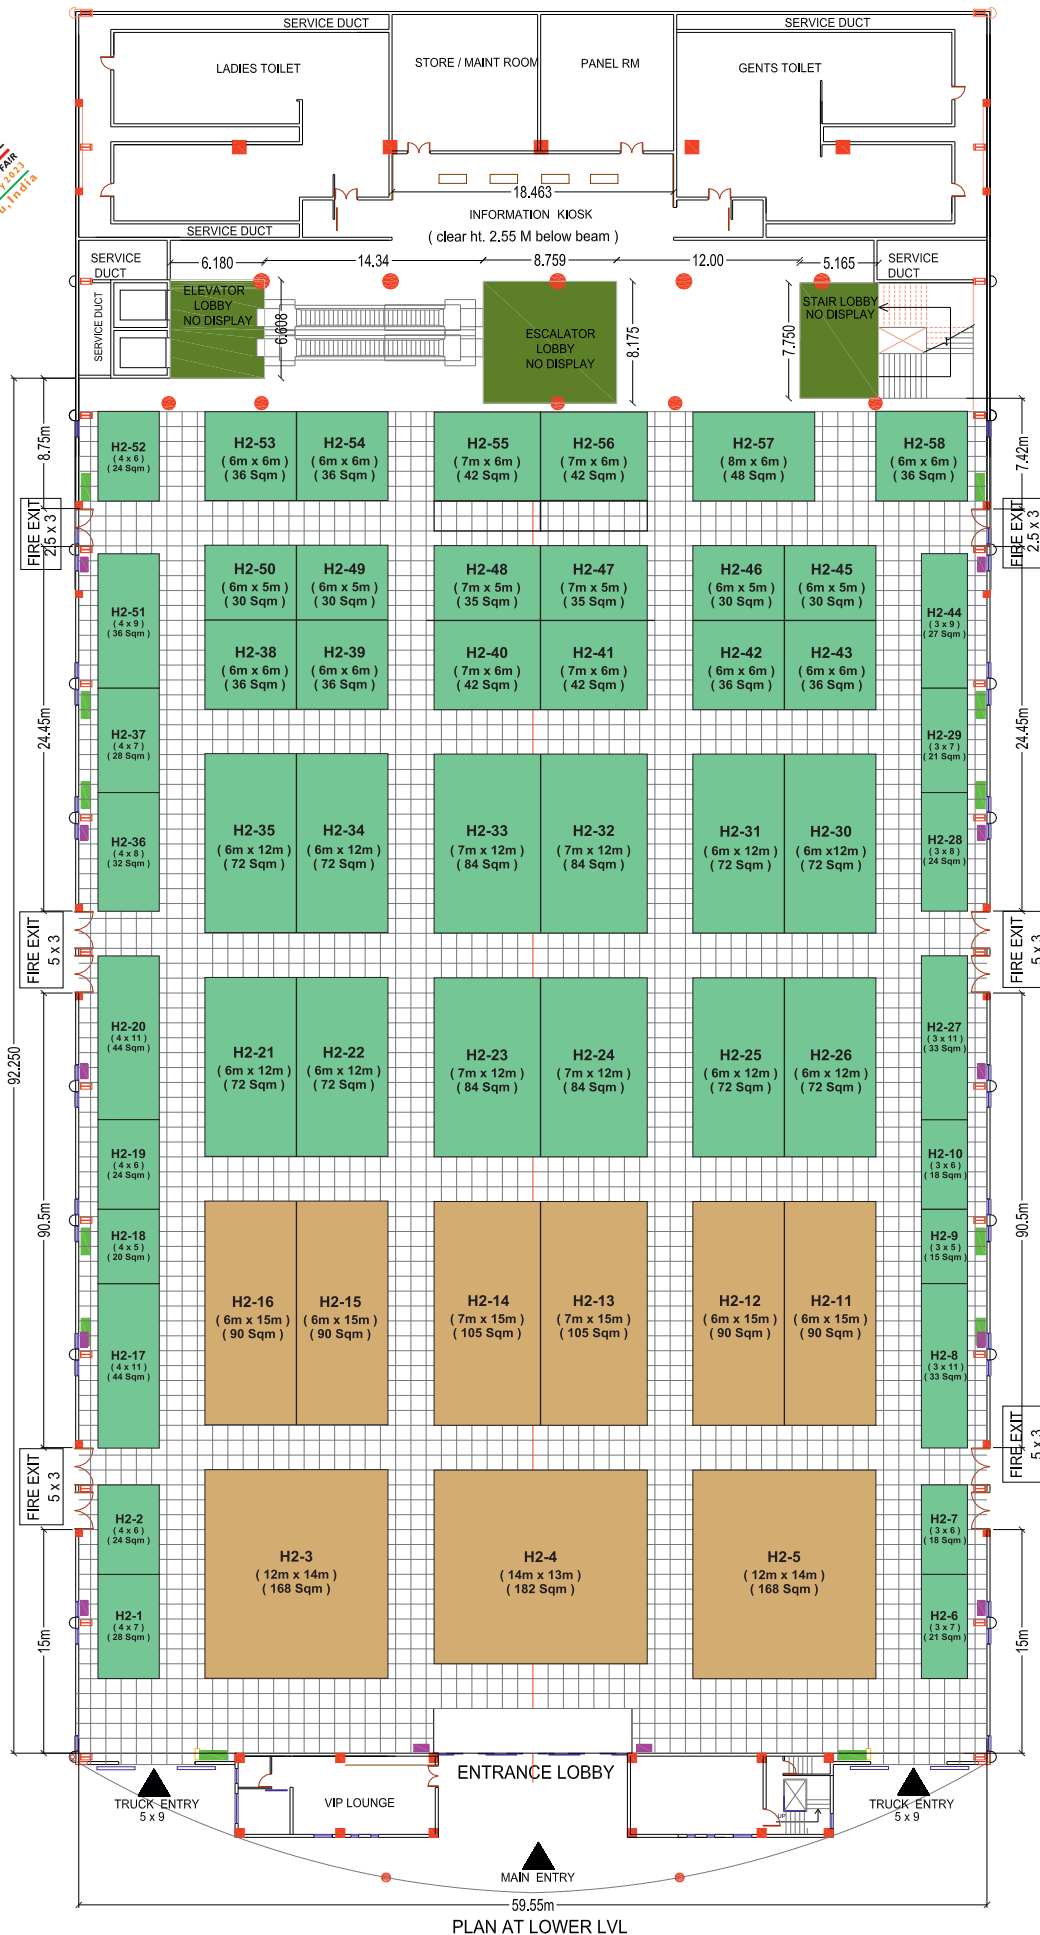 SERVICE DUCT
SERVICE DUCT
LADIES TOILET
STORE / MAINT ROOM
PANEL RM
GENTS TOILET
FAIR
2023
India
18.463
INFORMATION KIOSK
( clear ht. 2.55 M below beam )
SERVICE DUCT
SERVICE
DUCT
6.180
14.34
8.759
12.00
5.165
SERVICE
DUCT
SERVICE DUCT
ELEVATOR
LOBBY
NO DISPLAY
6.608
ESCALATOR
LOBBY
NO DISPLAY
8.175
7.750
STAIR LOBBY
NO DISPLAY
8.75m
7.42m
H2-52
( 4 x 6 )
( 24 Sqm )
H2-53
( 6m x 6m )
( 36 Sqm )
H2-54
( 6m x 6m )
( 36 Sqm )
H2-55
( 7m x 6m )
( 42 Sqm )
H2-56
( 7m x 6m )
( 42 Sqm )
H2-57
( 8m x 6m )
( 48 Sqm )
H2-58
( 6m x 6m )
( 36 Sqm )
FIRE EXIT
2.5 x 3
FIRE EXIT
2.5 x 3
H2-51
( 4 x 9 )
( 36 Sqm )
H2-50
( 6m x 5m )
( 30 Sqm )
H2-49
( 6m x 5m )
( 30 Sqm )
H2-48
( 7m x 5m )
( 35 Sqm )
H2-47
( 7m x 5m )
( 35 Sqm )
H2-46
( 6m x 5m )
( 30 Sqm )
H2-45
( 6m x 5m )
( 30 Sqm )
H2-44
( 3 x 9 )
( 27 Sqm )
H2-38
( 6m x 6m )
( 36 Sqm )
H2-39
( 6m x 6m )
( 36 Sqm )
H2-40
( 7m x 6m )
( 42 Sqm )
H2-41
( 7m x 6m )
( 42 Sqm )
H2-42
( 6m x 6m )
( 36 Sqm )
H2-43
( 6m x 6m )
( 36 Sqm )
24.45m
24.45m
H2-37
( 4 x 7 )
( 28 Sqm )
H2-29
( 3 x 7 )
( 21 Sqm )
H2-36
( 4 x 8 )
( 32 Sqm )
H2-35
( 6m x 12m )
( 72 Sqm )
H2-34
( 6m x 12m )
( 72 Sqm )
H2-33
( 7m x 12m )
( 84 Sqm )
H2-32
( 7m x 12m )
( 84 Sqm )
H2-31
( 6m x 12m )
( 72 Sqm )
H2-30
( 6m x12m )
( 72 Sqm )
H2-28
( 3 x 8 )
( 24 Sqm )
FIRE EXIT
5 x 3
FIRE EXIT
5 x 3
92.250
H2-20
( 4 x 11 )
( 44 Sqm )
H2-21
( 6m x 12m )
( 72 Sqm )
H2-22
( 6m x 12m )
( 72 Sqm )
H2-23
( 7m x 12m )
( 84 Sqm )
H2-24
( 7m x 12m )
( 84 Sqm )
H2-25
( 6m x 12m )
( 72 Sqm )
H2-26
( 6m x 12m )
( 72 Sqm )
H2-27
( 3 x 11 )
( 33 Sqm )
H2-19
( 4 x 6 )
( 24 Sqm )
H2-10
( 3 x 6 )
( 18 Sqm )
90.5m
90.5m
H2-18
( 4 x 5 )
( 20 Sqm )
H2-9
( 3 x 5 )
( 15 Sqm )
H2-17
( 4 x 11 )
( 44 Sqm )
H2-16
( 6m x 15m )
( 90 Sqm )
H2-15
( 6m x 15m )
( 90 Sqm )
H2-14
( 7m x 15m )
( 105 Sqm )
H2-13
( 7m x 15m )
( 105 Sqm )
H2-12
( 6m x 15m )
( 90 Sqm )
H2-11
( 6m x 15m )
( 90 Sqm )
H2-8
( 3 x 11 )
( 33 Sqm )
FIRE EXIT
5 x 3
FIRE EXIT
5 x 3
H2-2
( 4 x 6 )
( 24 Sqm )
H2-3
( 12m x 14m )
( 168 Sqm )
H2-4
( 14m x 13m )
( 182 Sqm )
H2-5
( 12m x 14m )
( 168 Sqm )
H2-7
( 3 x 6 )
( 18 Sqm )
H2-1
( 4 x 7 )
( 28 Sqm )
H2-6
( 3 x 7 )
( 21 Sqm )
15m
15m
ENTRANCE LOBBY
TRUCK ENTRY
5 x 9
VIP LOUNGE
UP
TRUCK ENTRY
5 x 9
MAIN ENTRY
59.55m
PLAN AT LOWER LVL